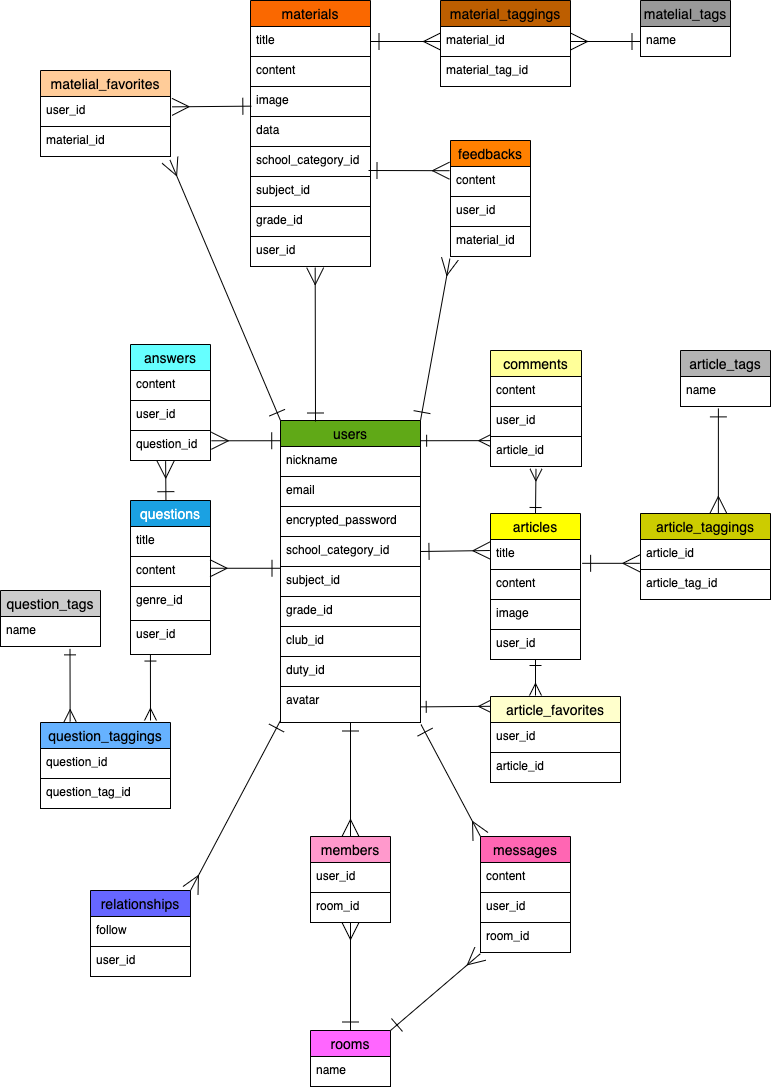 materials
title
content
image
data
school_category_id
subject_id
grade_id
user_id
material_taggings
material_id
material_tag_id
matelial_tags
name
matelial_favorites
user_id
material_id
feedbacks
content
user_id
material_id
answers
content
user_id
question_id
comments
content
user_id
article_id
article_tags
name
users
nickname
email
encrypted_password
school_category_id
subject_id
grade_id
club_id
duty_id
avatar
questions
title
content
genre_id
user_id
articles
title
content
image
user_id
article_taggings
article_id
article_tag_id
question_tags
name
article_favorites
user_id
article_id
question_taggings
question_id
question_tag_id
members
user_id
room_id
messages
content
user_id
room_id
relationships
follow
user_id
rooms
name